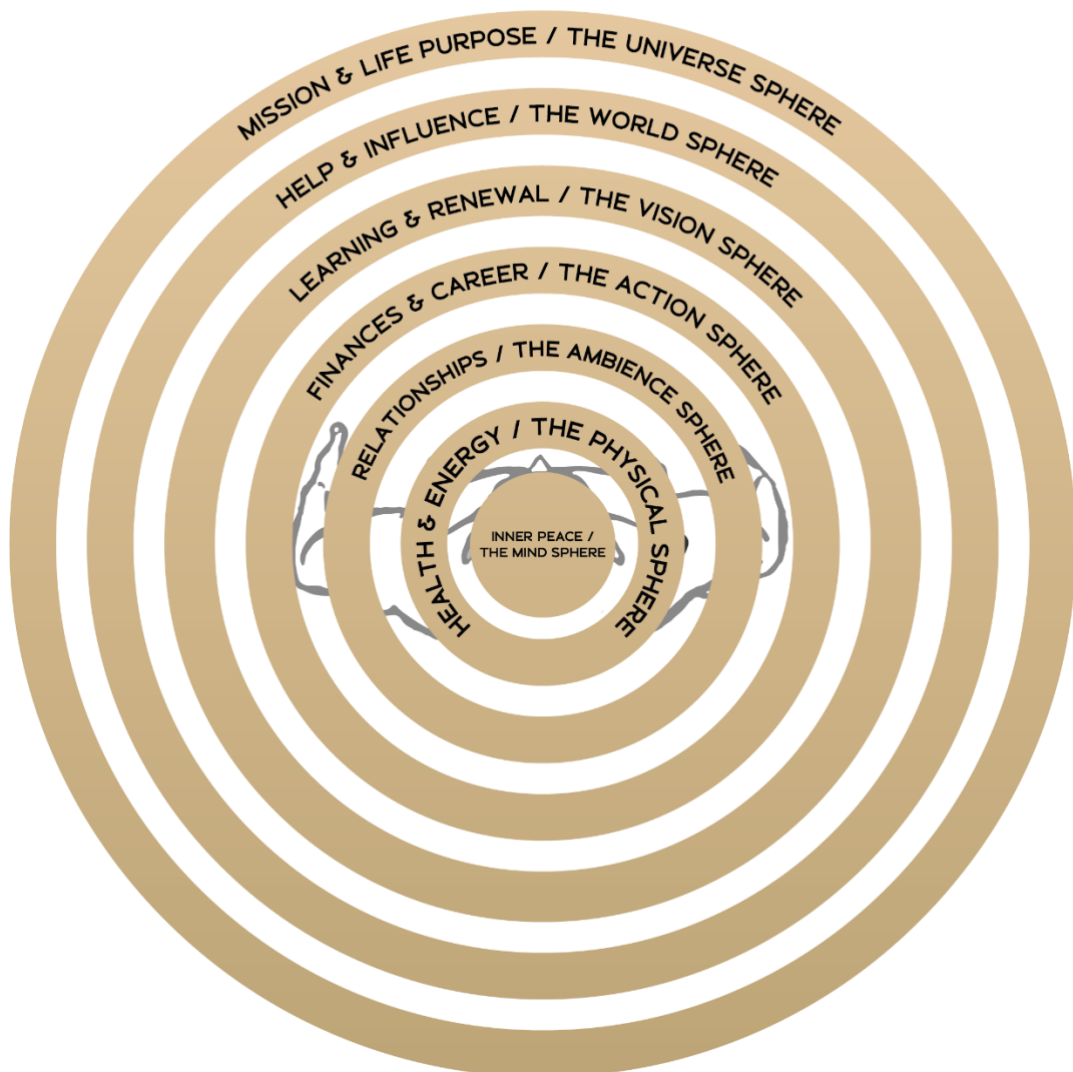 MISSION & LIFE PURPOSE / THE UNIVERSE SPHERE
HELP & INFLUENCE / THE WORLD SPHERE
LEARNING & RENEWAL / THE VISION SPHERE
FINANCES & CAREER / THE ACTION SPHERE
RELATIONSHIPS / THE AMBIENCE SPHERE
HEALTH & ENERGY / THE PHYSICAL SPHERE
INNER PEACE /
THE MIND SPHERE